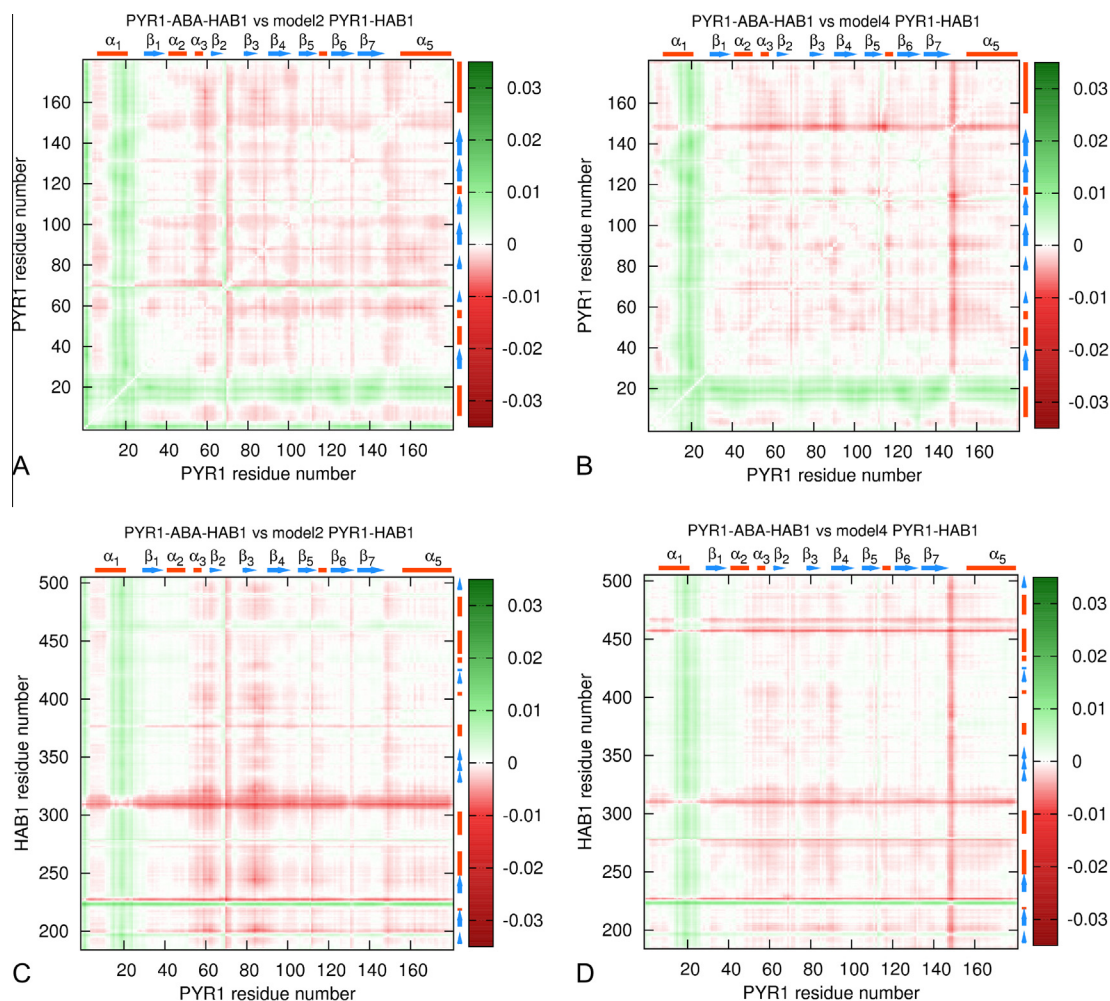 PYR1-ABA-HAB1 vs model2 PYR1-HAB1
α1 β1 α2 α3 β2 β3 β4 β5 β6 β7 α5
160
140
120
100
80
60
40
20
PYR1 residue number
20 40 60 80 100 120 140 160
PYR1 residue number
0.03
0.02
0.01
0
-0.01
-0.02
-0.03
A
PYR1-ABA-HAB1 vs model4 PYR1-HAB1
α1 β1 α2 α3 β2 β3 β4 β5 β6 β7 α5
160
140
120
100
80
60
40
20
PYR1 residue number
20 40 60 80 100 120 140 160
PYR1 residue number
0.03
0.02
0.01
0
-0.01
-0.02
-0.03
B
PYR1-ABA-HAB1 vs model2 PYR1-HAB1
α1 β1 α2 α3 β2 β3 β4 β5 β6 β7 α5
500
450
400
350
300
250
200
HAB1 residue number
20 40 60 80 100 120 140 160
PYR1 residue number
0.03
0.02
0.01
0
-0.01
-0.02
-0.03
C
PYR1-ABA-HAB1 vs model4 PYR1-HAB1
α1 β1 α2 α3 β2 β3 β4 β5 β6 β7 α5
500
450
400
350
300
250
200
HAB1 residue number
20 40 60 80 100 120 140 160
PYR1 residue number
0.03
0.02
0.01
0
-0.01
-0.02
-0.03
D